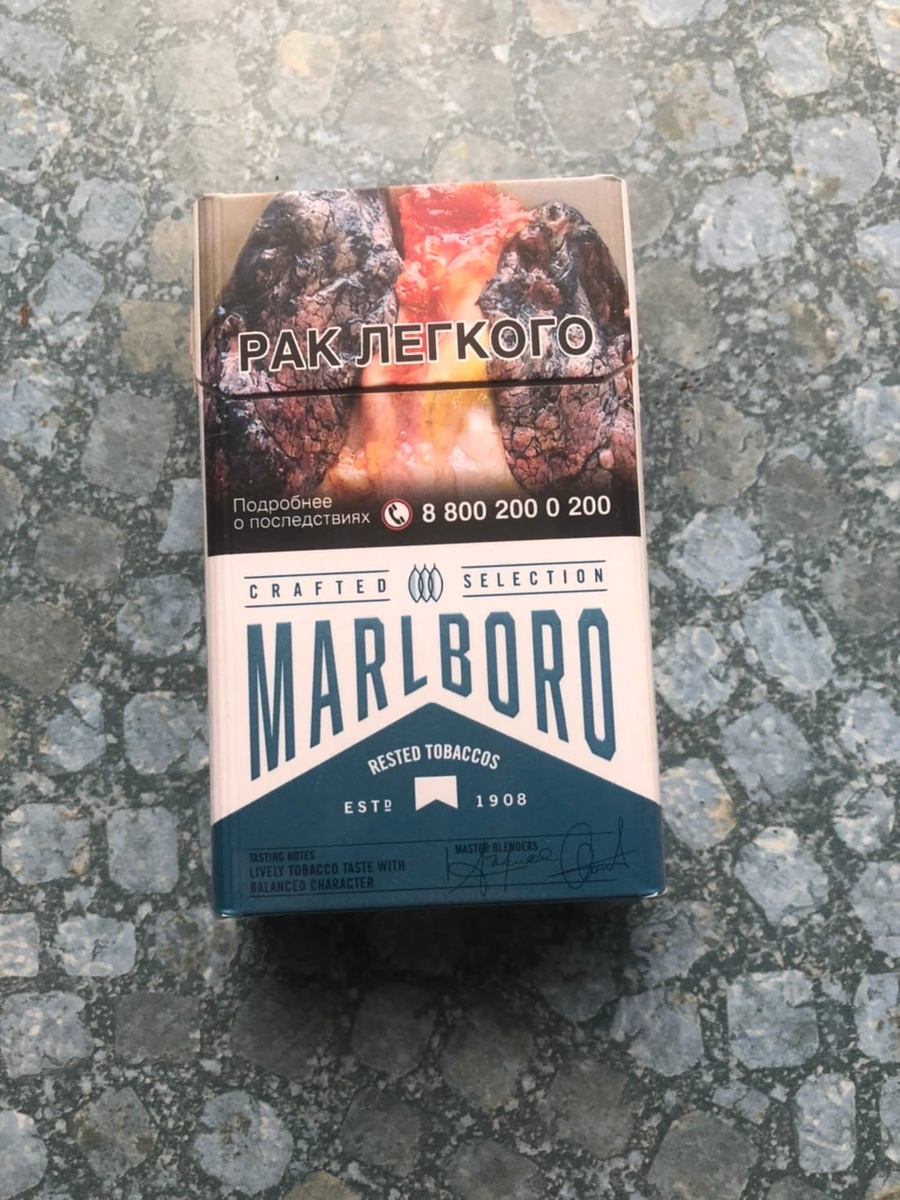 РАК ЛЕГКОГО
Подробнее
о последствиях 8 800 200 0 200
CRAFTED SELECTION
MARLBORO
RESTED TOBACCOS
ESTD 1908
TASTING NOTES
LIVELY TOBACCO TASTE WITH
BALANCED CHARACTER
MASTER BLENDERS